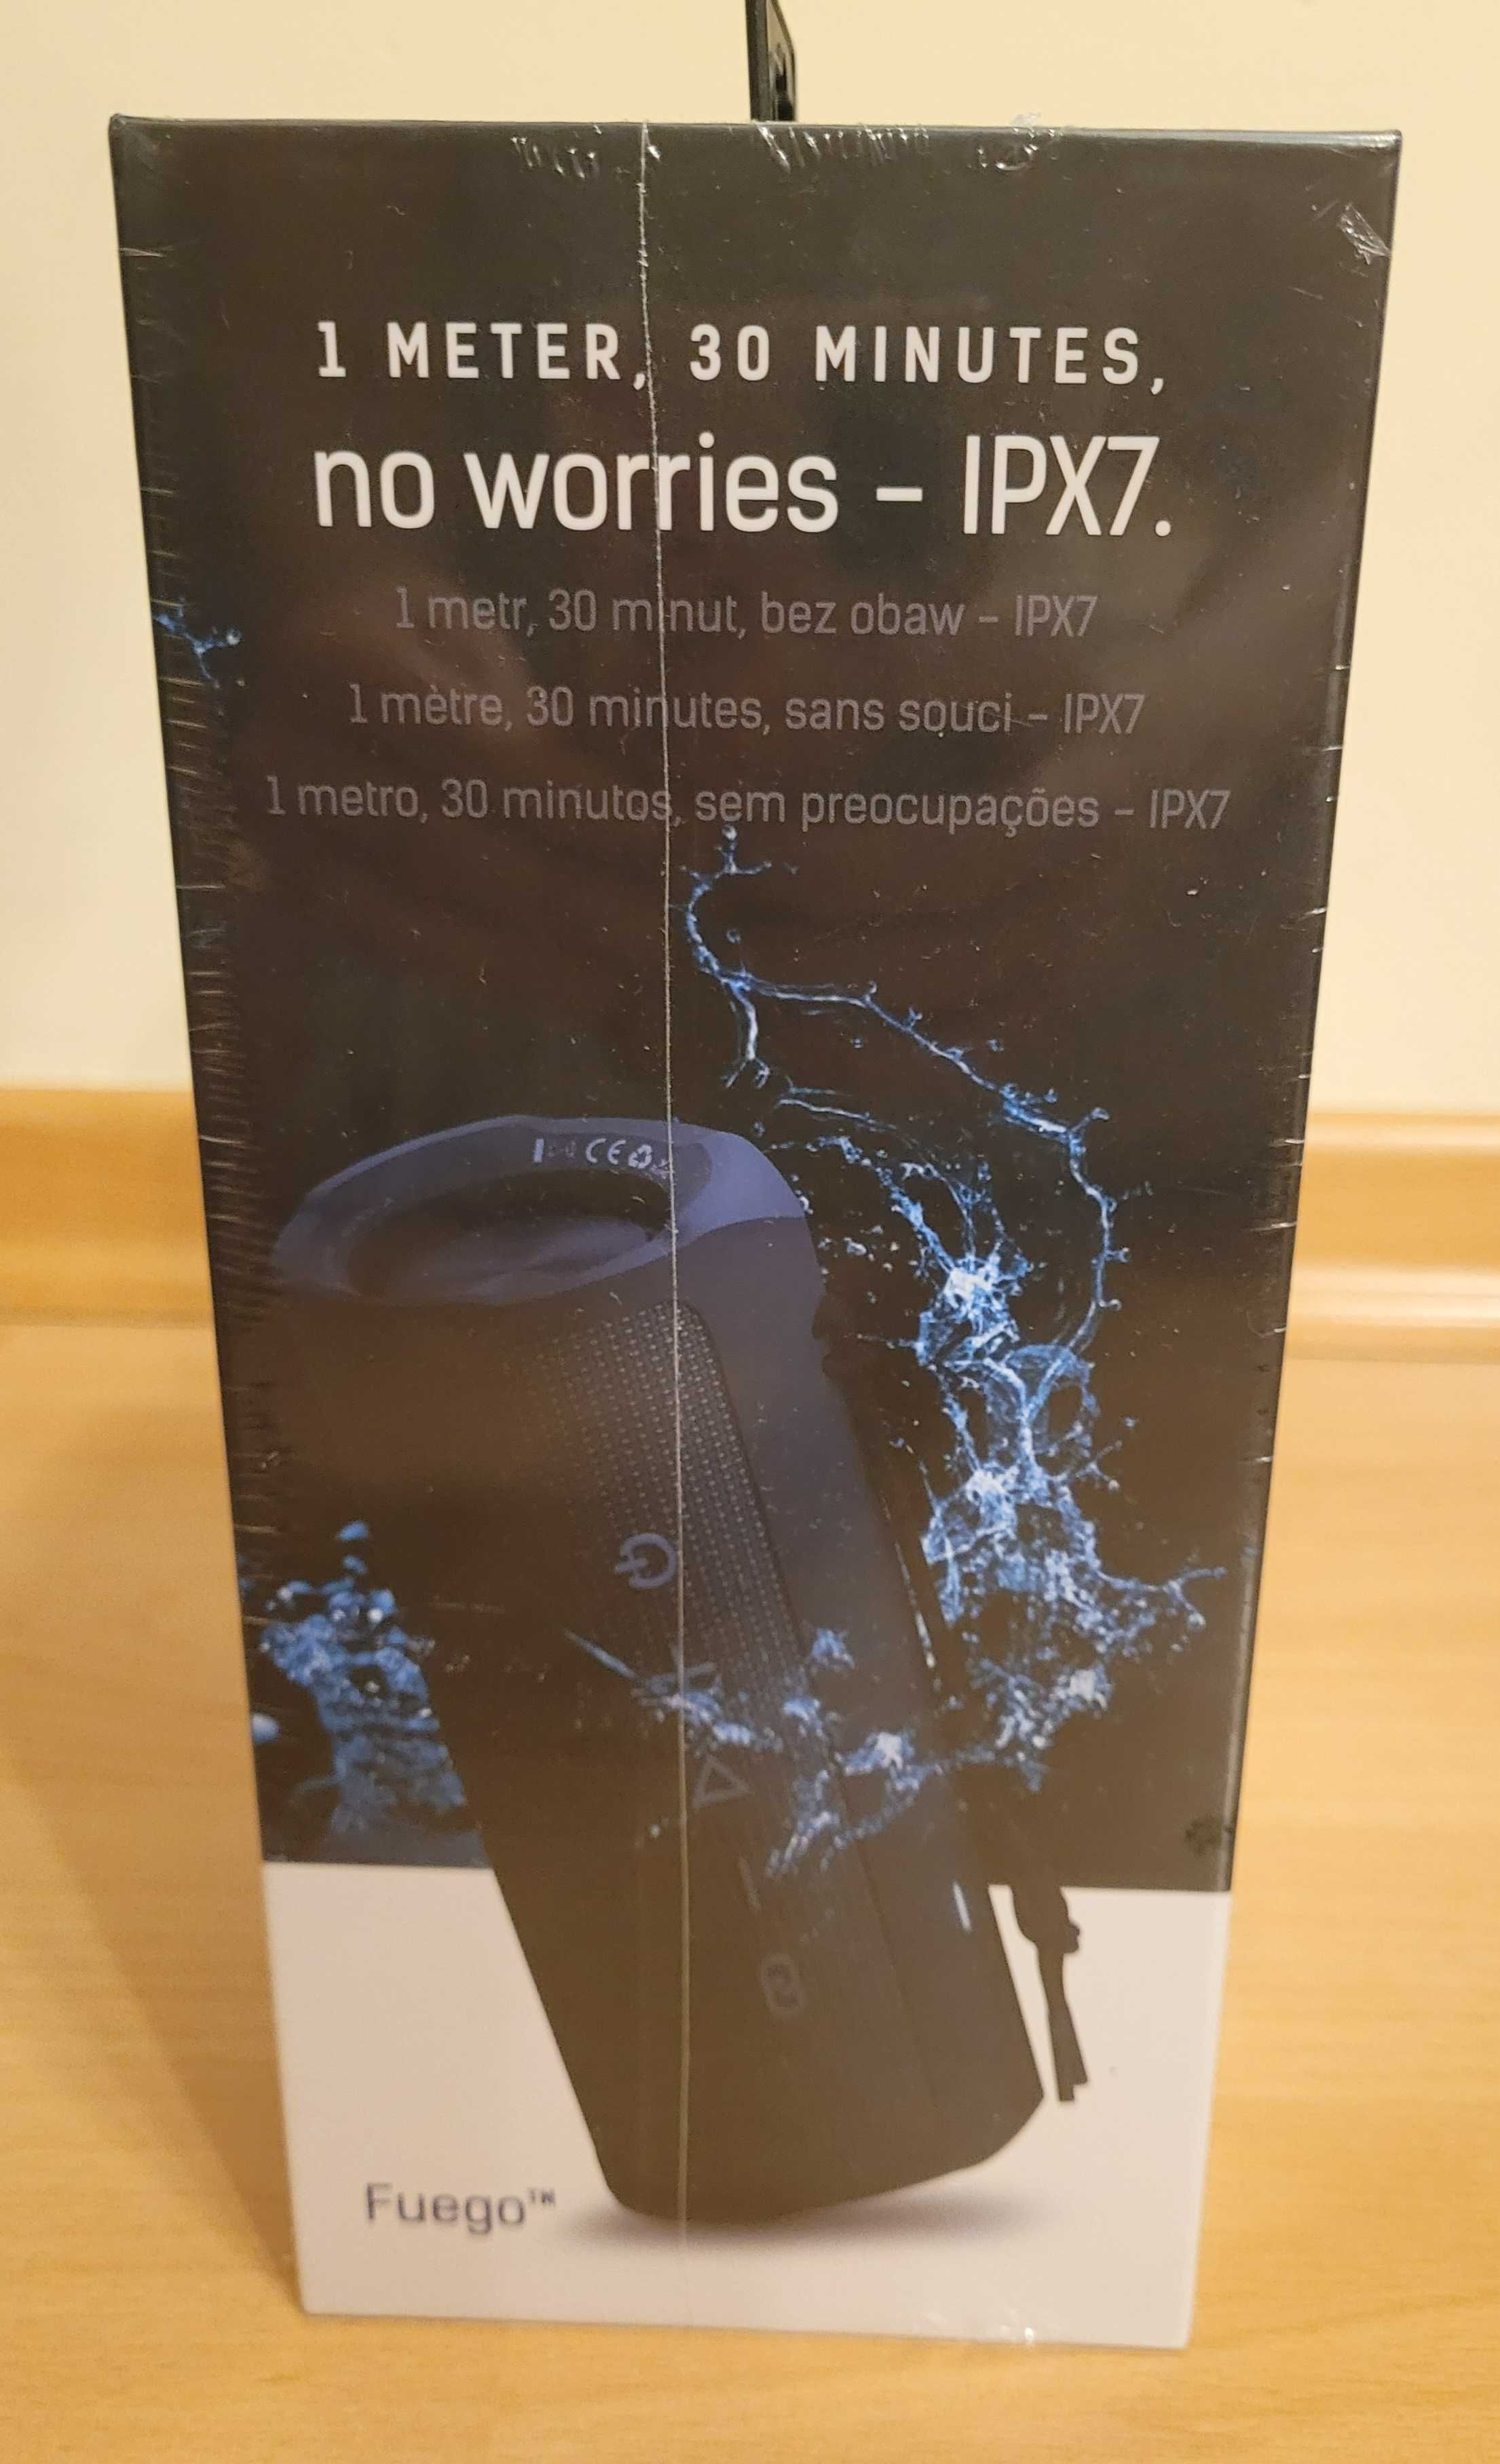 1 METER, 30 MINUTES,
no worries – IPX7.
1 metr, 30 minut, bez obaw – IPX7
1 mètre, 30 minutes, sans souci – IPX7
1 metro, 30 minutos, sem preocupações – IPX7
CE
Fuego™